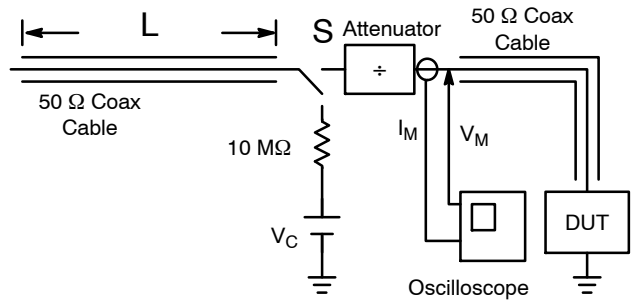 L
S
Attenuator
÷
50 Ω Coax
Cable
50 Ω Coax
Cable
I_M
V_M
10 MΩ
V_C
DUT
Oscilloscope